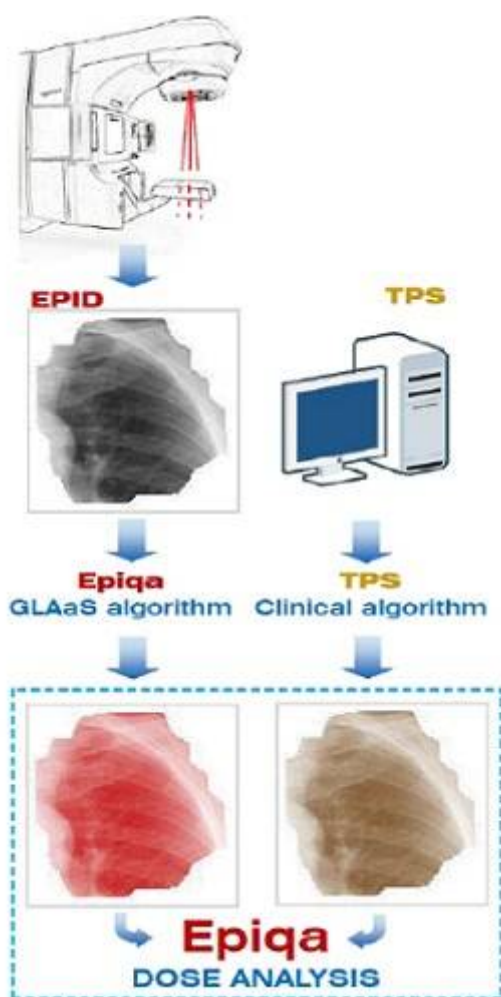 EPID
TPS
Epiqa
GLAaS algorithm
TPS
Clinical algorithm
Epiqa
DOSE ANALYSIS